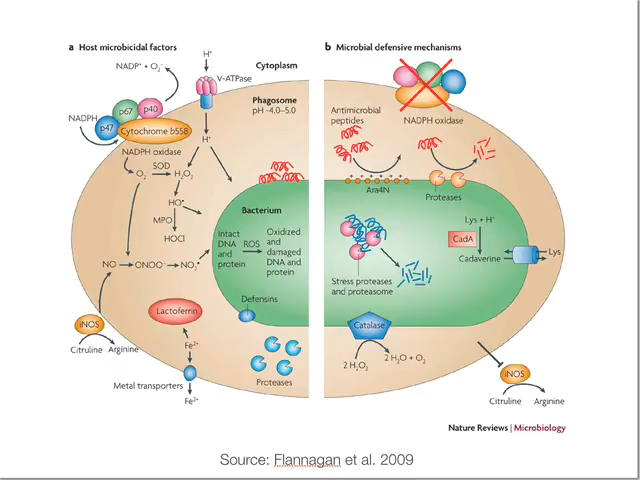 a Host microbicidal factors
H⁺
Cytoplasm
NADP⁺ + O₂⁻
V-ATPase
Phagosome
pH -4.0–5.0
p67
p40
NADPH
p47
Cytochrome b558
NADPH oxidase
H⁺
SOD
O₂⁻
H₂O₂
HO•
MPO
HOCl
NO
ONOO⁻
NO₂•
Bacterium
Intact
DNA
and
protein
ROS
Oxidized
and
damaged
DNA and
protein
Defensins
Lactoferrin
iNOS
Citruline
Arginine
Fe²⁺
Metal transporters
Fe²⁺
Proteases
b Microbial defensive mechanisms
NADPH oxidase
Antimicrobial
peptides
Ara4N
Proteases
Lys + H⁺
CadA
Cadaverine
Lys
Stress proteases
and proteasome
Catalase
2 H₂O₂
2 H₂O + O₂
iNOS
Citruline
Arginine
Nature Reviews | Microbiology
Source: Flannagan et al. 2009